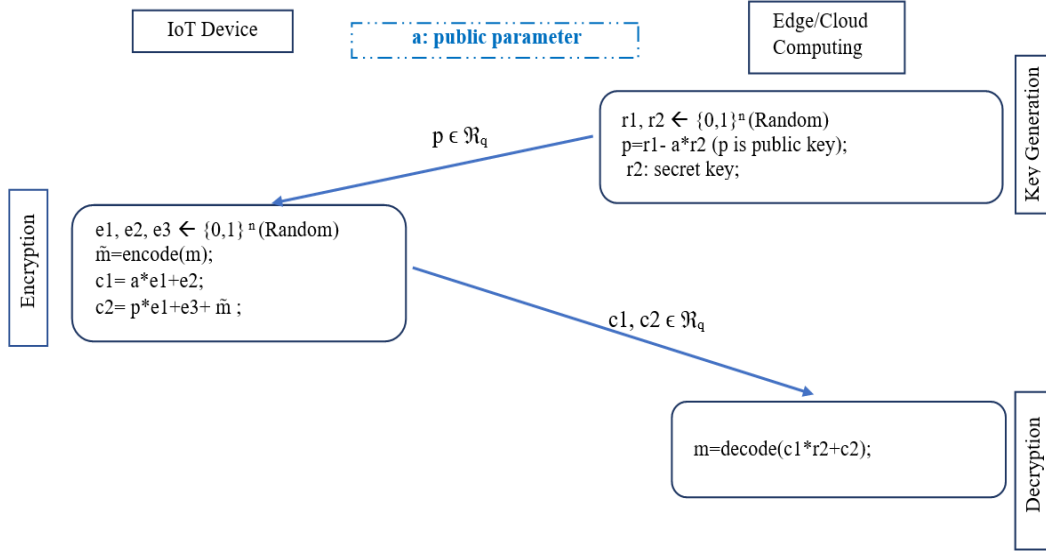 IoT Device
a: public parameter
Edge/Cloud
Computing
Key Generation
r1, r2 ← {0,1}ⁿ (Random)
p=r1- a*r2 (p is public key);
r2: secret key;
p ϵ ℜq
Encryption
e1, e2, e3 ← {0,1} ⁿ (Random)
m̃=encode(m);
c1= a*e1+e2;
c2= p*e1+e3+ m̃ ;
c1, c2 ϵ ℜq
Decryption
m=decode(c1*r2+c2);